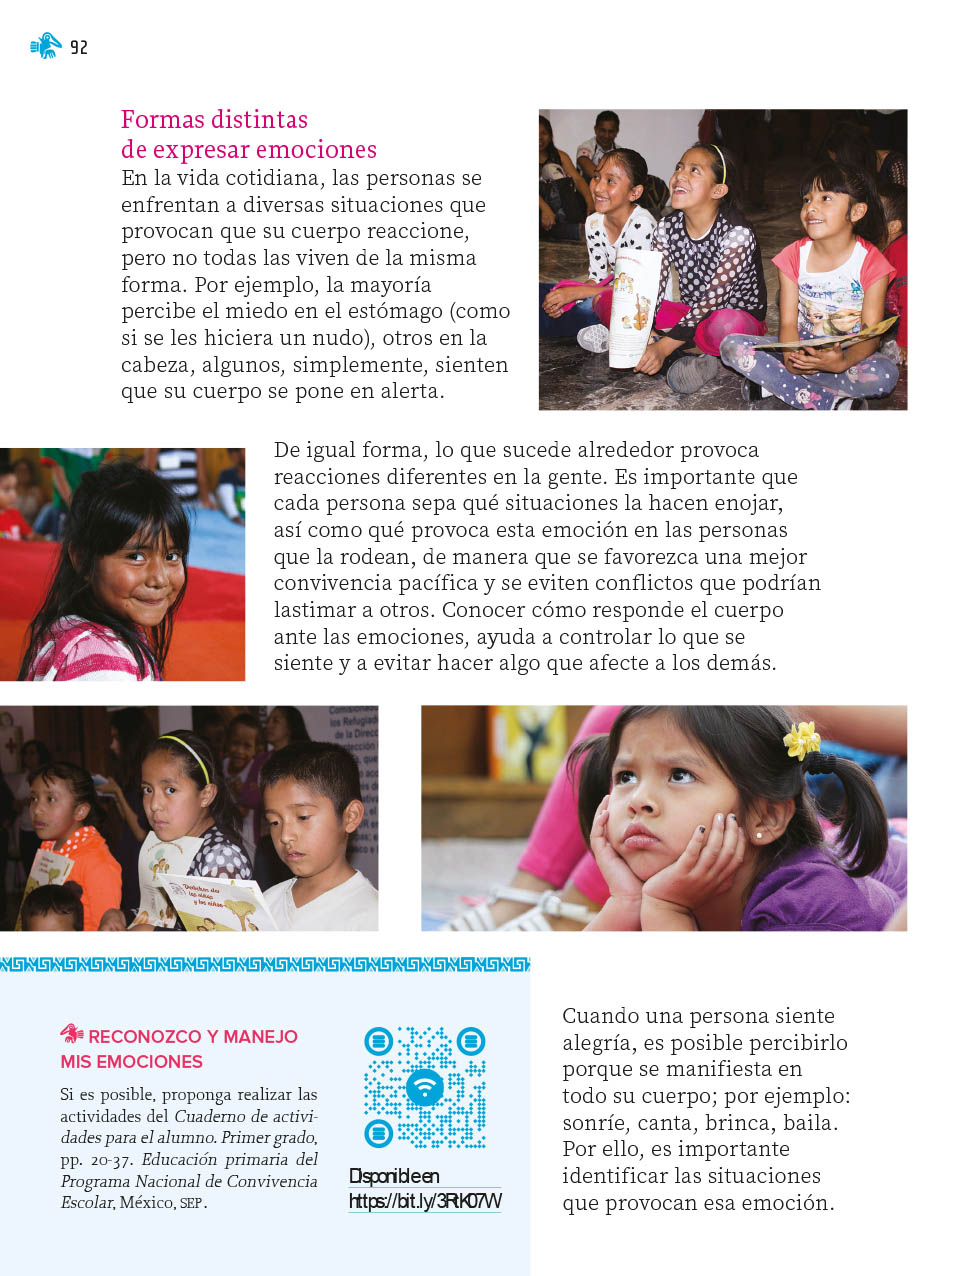 92
Formas distintas
de expresar emociones
En la vida cotidiana, las personas se
enfrentan a diversas situaciones que
provocan que su cuerpo reaccione,
pero no todas las viven de la misma
forma. Por ejemplo, la mayoría
percibe el miedo en el estómago (como
si se les hiciera un nudo), otros en la
cabeza, algunos, simplemente, sienten
que su cuerpo se pone en alerta.
De igual forma, lo que sucede alrededor provoca
reacciones diferentes en la gente. Es importante que
cada persona sepa qué situaciones la hacen enojar,
así como qué provoca esta emoción en las personas
que la rodean, de manera que se favorezca una mejor
convivencia pacífica y se eviten conflictos que podrían
lastimar a otros. Conocer cómo responde el cuerpo
ante las emociones, ayuda a controlar lo que se
siente y a evitar hacer algo que afecte a los demás.
los Refugiad
de la Direcc
RECONOZCO Y MANEJO
MIS EMOCIONES
Si es posible, proponga realizar las
actividades del Cuaderno de activi-
dades para el alumno. Primer grado,
pp. 20-37. Educación primaria del
Programa Nacional de Convivencia
Escolar, México, SEP.
Disponible en
https://bit.ly/3RtK07W
Cuando una persona siente
alegría, es posible percibirlo
porque se manifiesta en
todo su cuerpo; por ejemplo:
sonríe, canta, brinca, baila.
Por ello, es importante
identificar las situaciones
que provocan esa emoción.